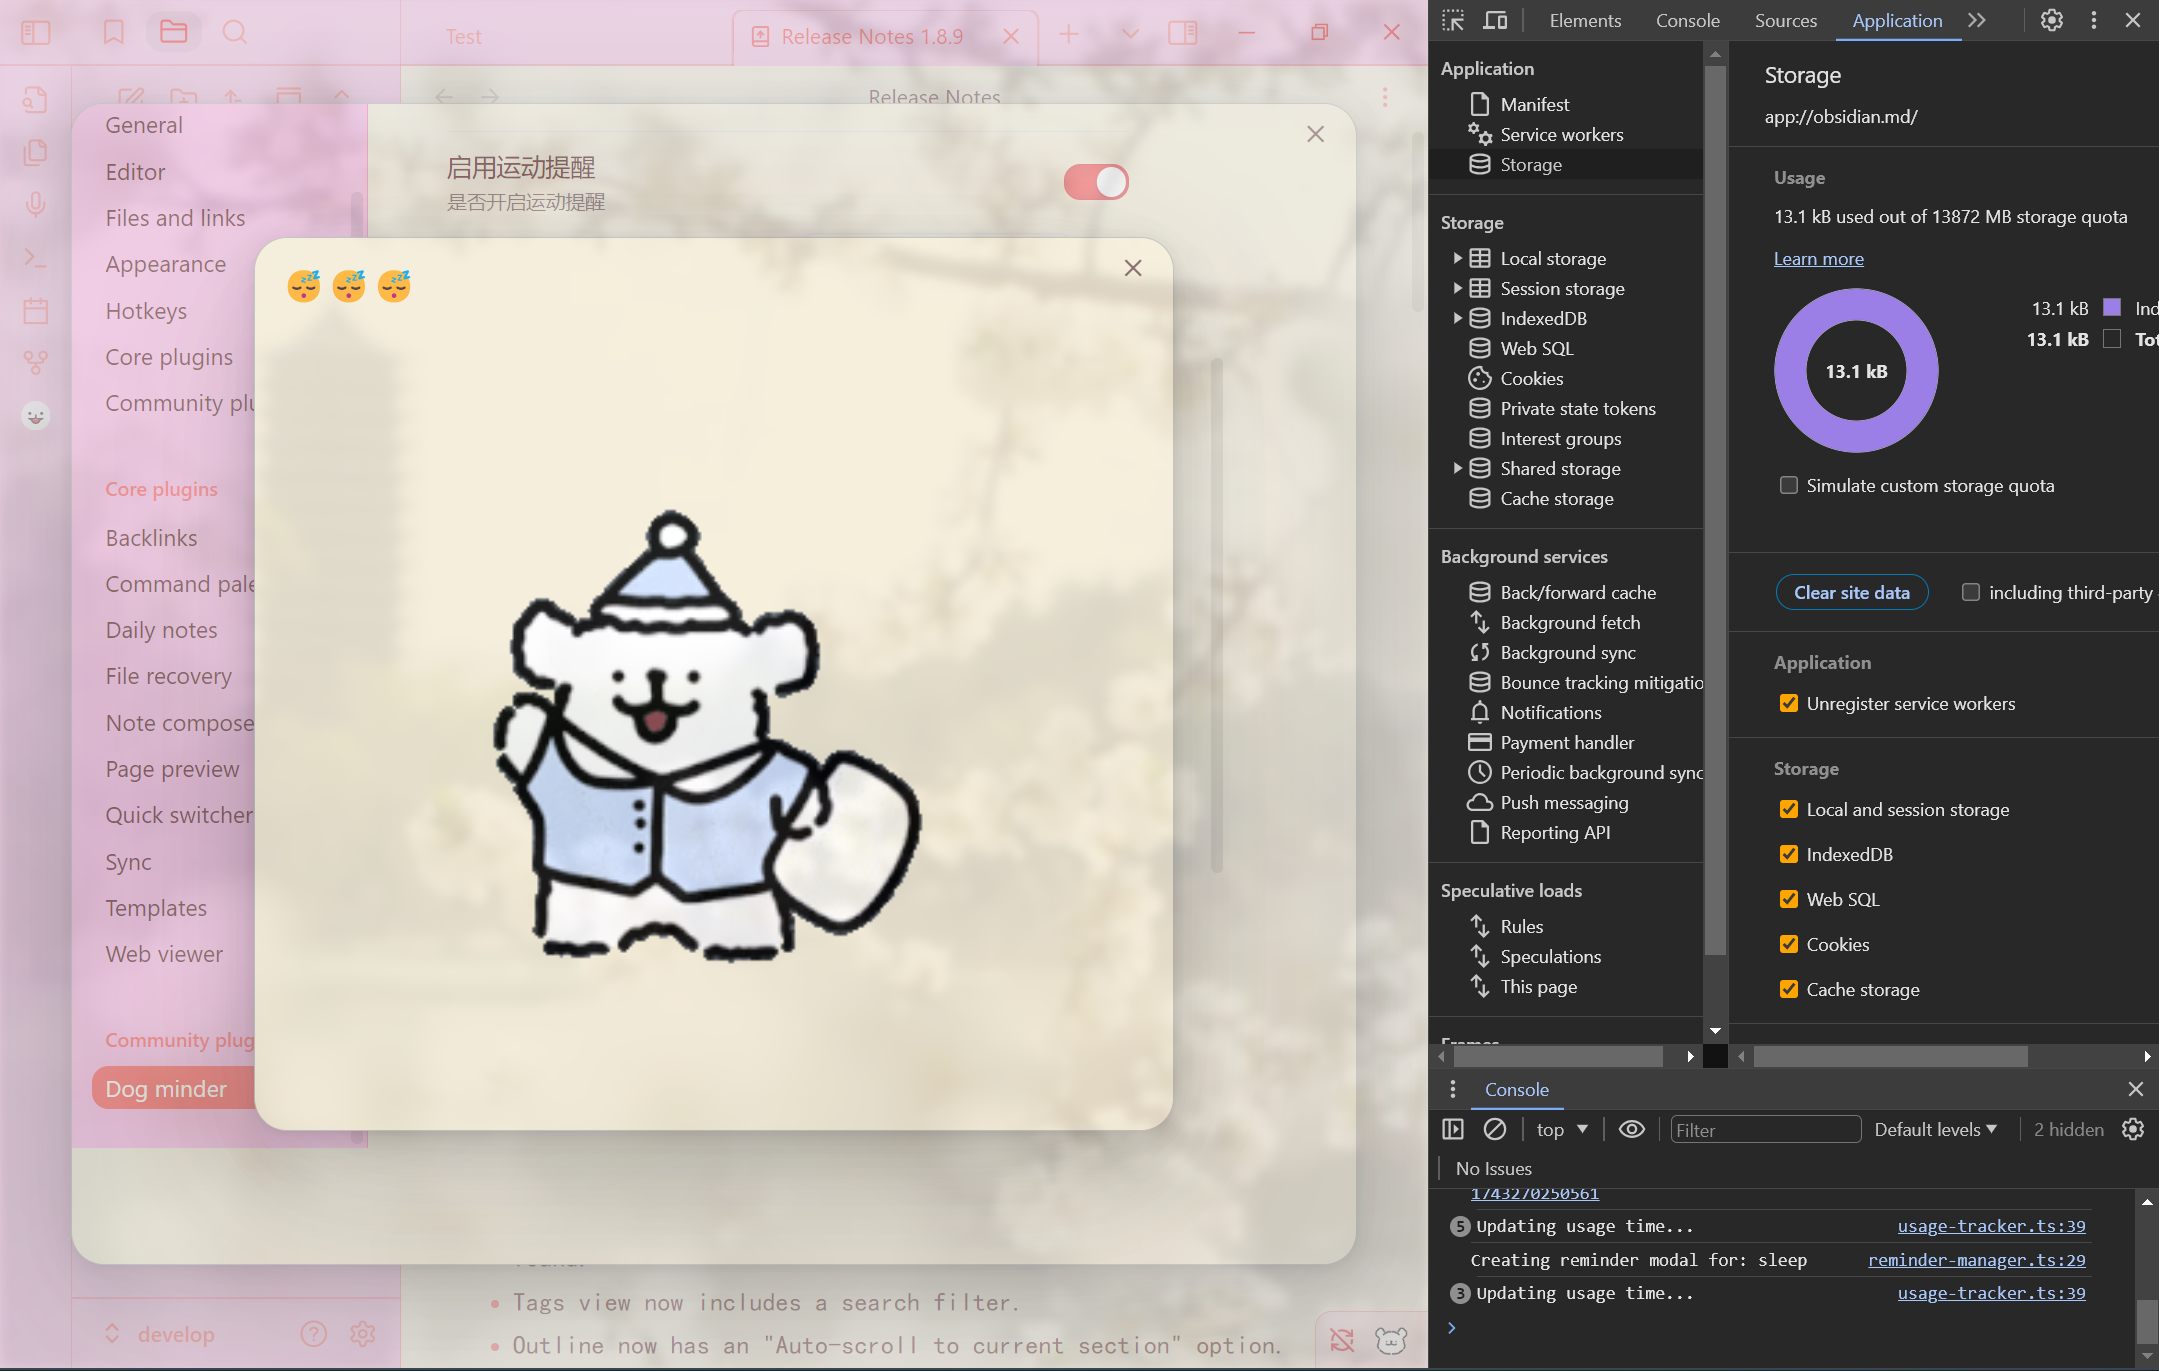 Test
Release Notes 1.8.9
Release Notes
General
Editor
Files and links
Appearance
Hotkeys
Core plugins
Community plu
Core plugins
Backlinks
Command pale
Daily notes
File recovery
Note compose
Page preview
Quick switcher
Sync
Templates
Web viewer
Community plug
Dog minder
启用运动提醒
是否开启运动提醒
😴 😴 😴
Tags view now includes a search filter.
Outline now has an "Auto-scroll to current section" option.
develop
Elements
Console
Sources
Application
Application
Manifest
Service workers
Storage
Storage
Local storage
Session storage
IndexedDB
Web SQL
Cookies
Private state tokens
Interest groups
Shared storage
Cache storage
Background services
Back/forward cache
Background fetch
Background sync
Bounce tracking mitigatio
Notifications
Payment handler
Periodic background sync
Push messaging
Reporting API
Speculative loads
Rules
Speculations
This page
Frames
Storage
app://obsidian.md/
Usage
13.1 kB used out of 13872 MB storage quota
Learn more
13.1 kB
13.1 kB Ind
13.1 kB Tot
Simulate custom storage quota
Clear site data
including third-party
Application
Unregister service workers
Storage
Local and session storage
IndexedDB
Web SQL
Cookies
Cache storage
Console
top
Filter
Default levels
2 hidden
No Issues
1743270250561
5 Updating usage time... usage-tracker.ts:39
Creating reminder modal for: sleep reminder-manager.ts:29
3 Updating usage time... usage-tracker.ts:39